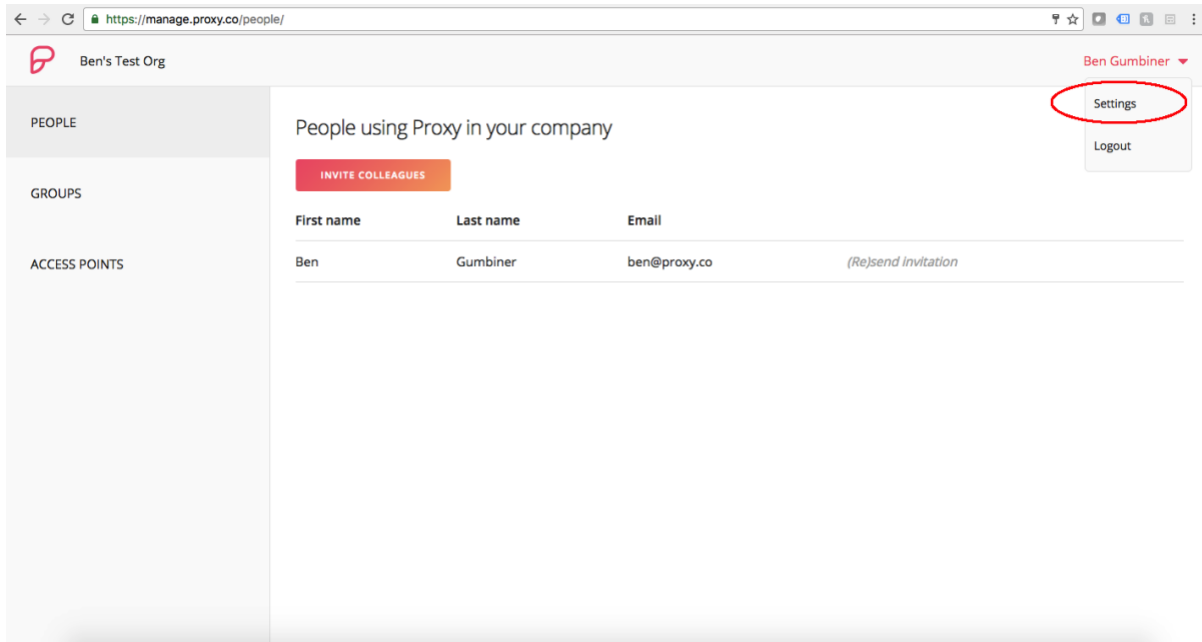 https://manage.proxy.co/people/
Ben's Test Org
Ben Gumbiner
Settings
Logout
PEOPLE
GROUPS
ACCESS POINTS
People using Proxy in your company
INVITE COLLEAGUES
First name Last name Email
Ben Gumbiner ben@proxy.co (Re)send invitation